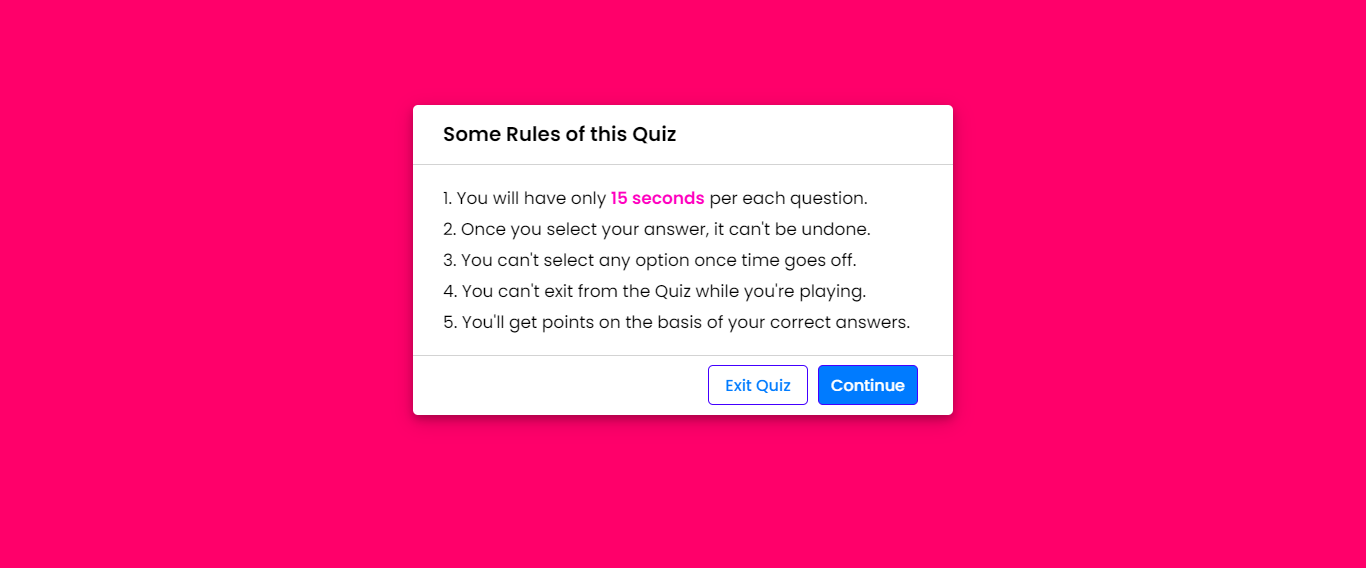 Some Rules of this Quiz
1. You will have only 15 seconds per each question.
2. Once you select your answer, it can't be undone.
3. You can't select any option once time goes off.
4. You can't exit from the Quiz while you're playing.
5. You'll get points on the basis of your correct answers.
Exit Quiz
Continue